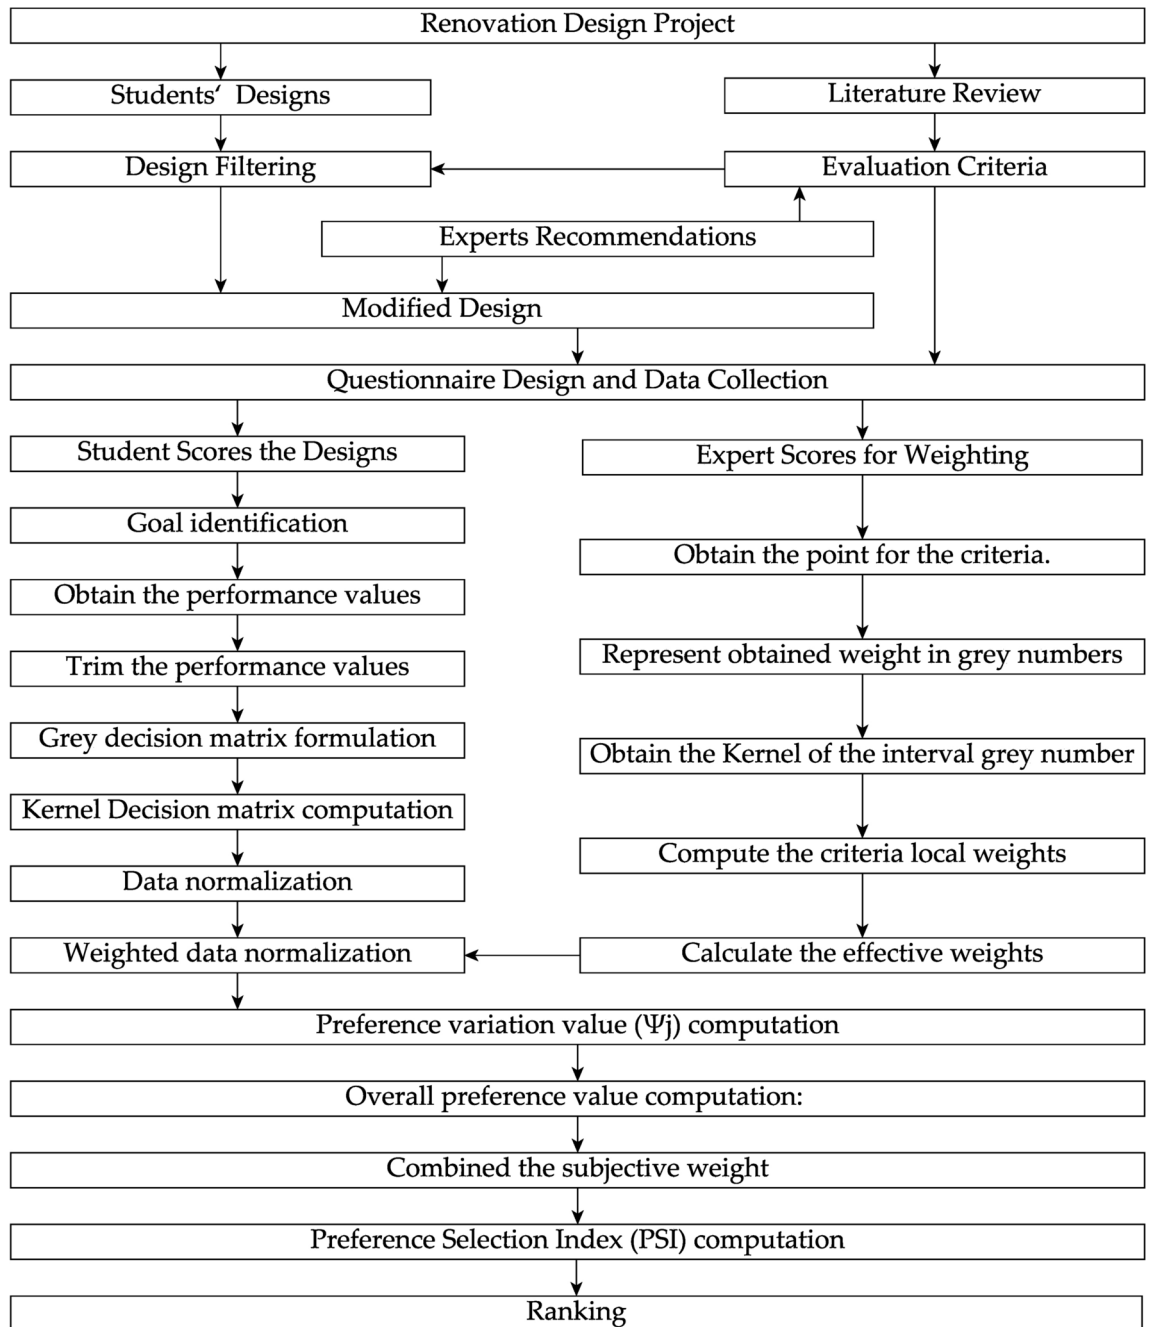 Renovation Design Project
Students‘ Designs
Literature Review
Design Filtering
Evaluation Criteria
Experts Recommendations
Modified Design
Questionnaire Design and Data Collection
Student Scores the Designs
Expert Scores for Weighting
Goal identification
Obtain the point for the criteria.
Obtain the performance values
Represent obtained weight in grey numbers
Trim the performance values
Grey decision matrix formulation
Obtain the Kernel of the interval grey number
Kernel Decision matrix computation
Compute the criteria local weights
Data normalization
Weighted data normalization
Calculate the effective weights
Preference variation value (Ψj) computation
Overall preference value computation:
Combined the subjective weight
Preference Selection Index (PSI) computation
Ranking